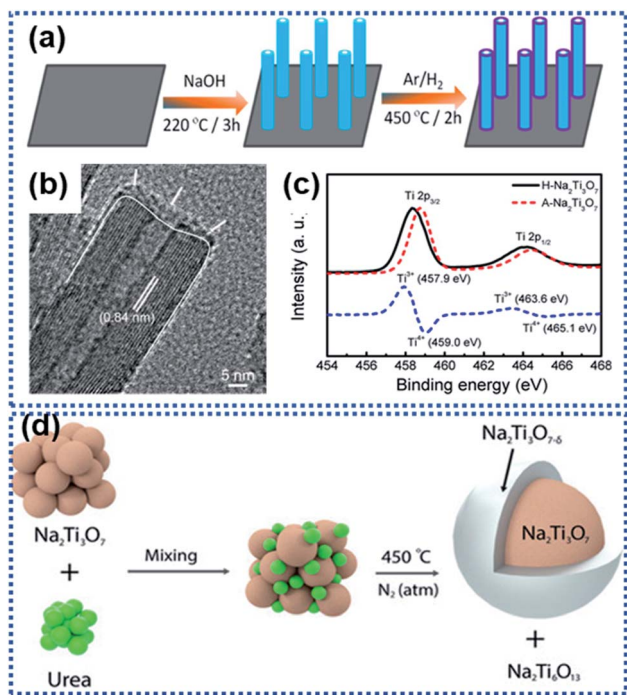 (a)
NaOH
220 °C / 3h
Ar/H₂
450 °C / 2h
(b)
(0.84 nm)
5 nm
(c)
Intensity (a. u.)
Ti 2p₃/₂
H-Na₂Ti₃O₇
A-Na₂Ti₃O₇
Ti 2p₁/₂
Ti³⁺ (457.9 eV)
Ti³⁺ (463.6 eV)
Ti⁴⁺ (459.0 eV)
Ti⁴⁺ (465.1 eV)
454 456 458 460 462 464 466 468
Binding energy (eV)
(d)
Na₂Ti₃O₇
+
Urea
Mixing
450 °C
N₂ (atm)
Na₂Ti₃O₇₋δ
Na₂Ti₃O₇
+
Na₂Ti₆O₁₃